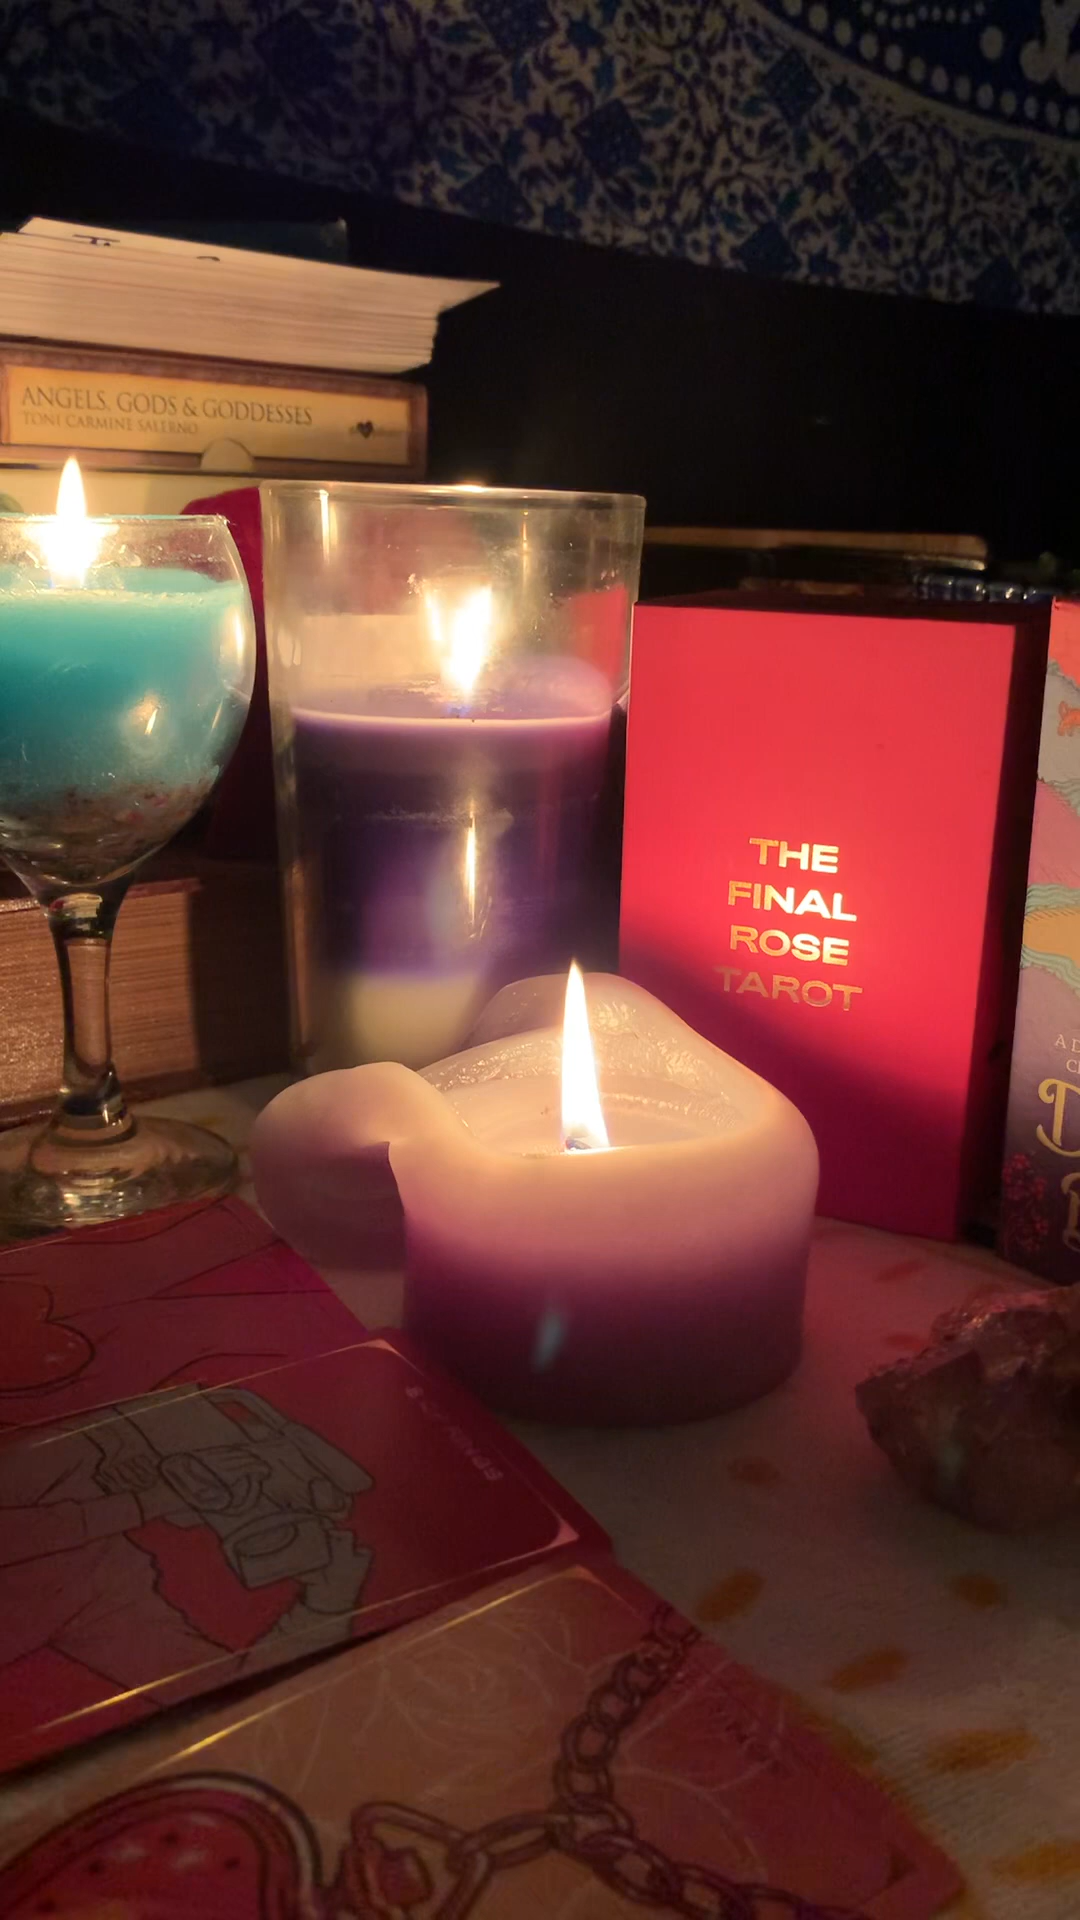 ANGELS, GODS & GODDESSES
TONI CARMINE SALERNO
THE
FINAL
ROSE
TAROT
A D
C
D